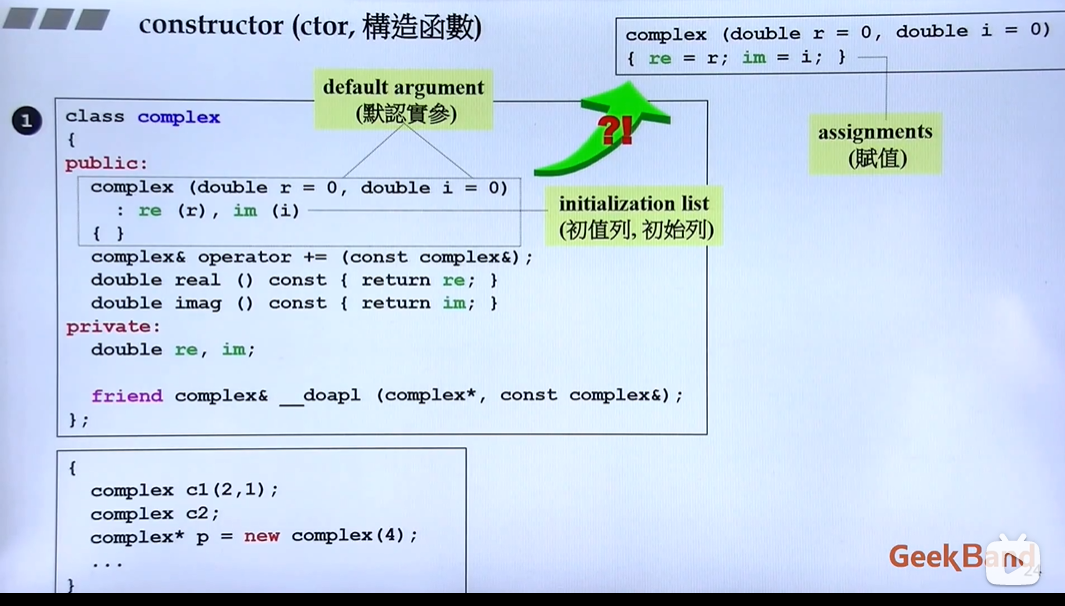 constructor (ctor, 構造函數)
complex (double r = 0, double i = 0)
{ re = r; im = i; }
assignments
(賦值)
default argument
(默認實參)
?!
initialization list
(初值列, 初始列)
1
class complex
{
public:
complex (double r = 0, double i = 0)
: re (r), im (i)
{ }
complex& operator += (const complex&);
double real () const { return re; }
double imag () const { return im; }
private:
double re, im;
friend complex& __doapl (complex*, const complex&);
};
{
complex c1(2,1);
complex c2;
complex* p = new complex(4);
...
}
GeekBand
24